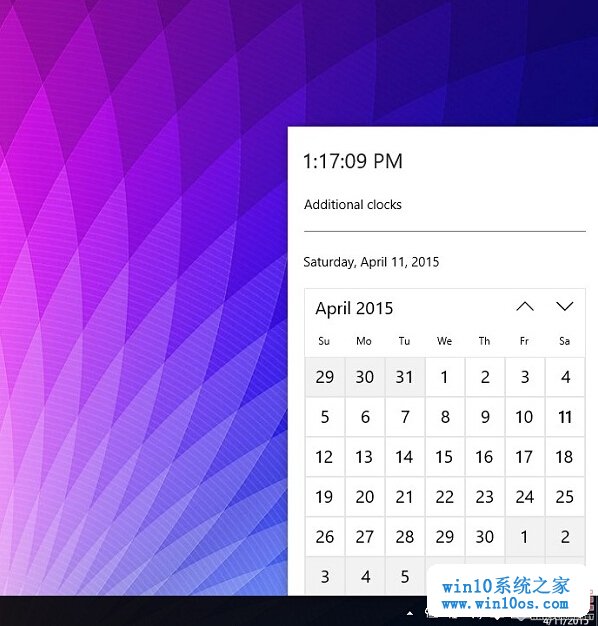 1:17:09 PM
Additional clocks
Saturday, April 11, 2015
April 2015
Su Mo Tu We Th Fr Sa
29 30 31 1 2 3 4
5 6 7 8 9 10 11
12 13 14 15 16 17 18
19 20 21 22 23 24 25
26 27 28 29 30 1 2
3 4 5
win10系统之家
www.win10os.com
4/11/2015